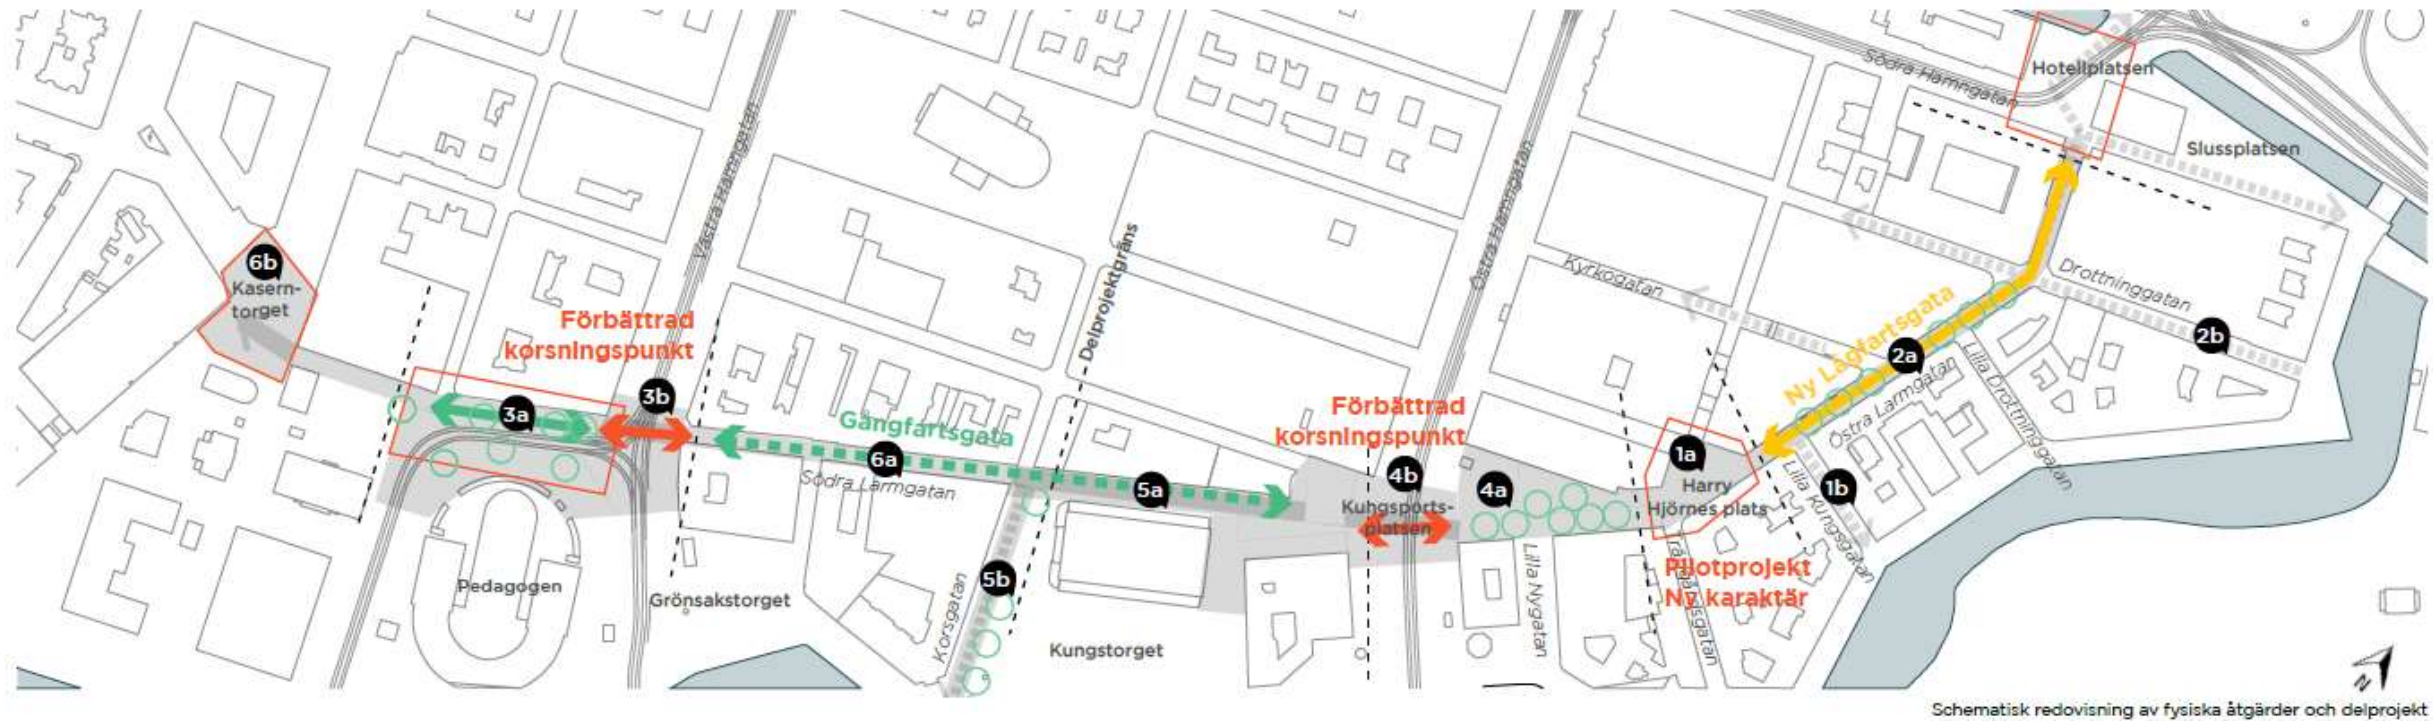 Södra Hamngatan
Hotellplatsen
Slussplatsen
Västra Hamngatan
Östra Hamngatan
Delprojektgräns
6b
Kasern-
torget
Kyrkogatan
Drottninggatan
2b
Förbättrad
korsningspunkt
Ny Lågfartsgata
2a
Östra Larmgatan
Lilla Drottninggatan
3a
3b
Gångfartsgata
6a
Södra Larmgatan
5a
Förbättrad
korsningspunkt
4b
Kungsports-
platsen
4a
1a
Harry
Hjörnes plats
1b
Lilla Kungsgatan
Pedagogen
Grönsakstorget
Korsgatan
5b
Kungstorget
Lilla Nygatan
Trädgårdsgatan
Pilotprojekt
Ny karaktär
N
Schematisk redovisning av fysiska åtgärder och delprojekt